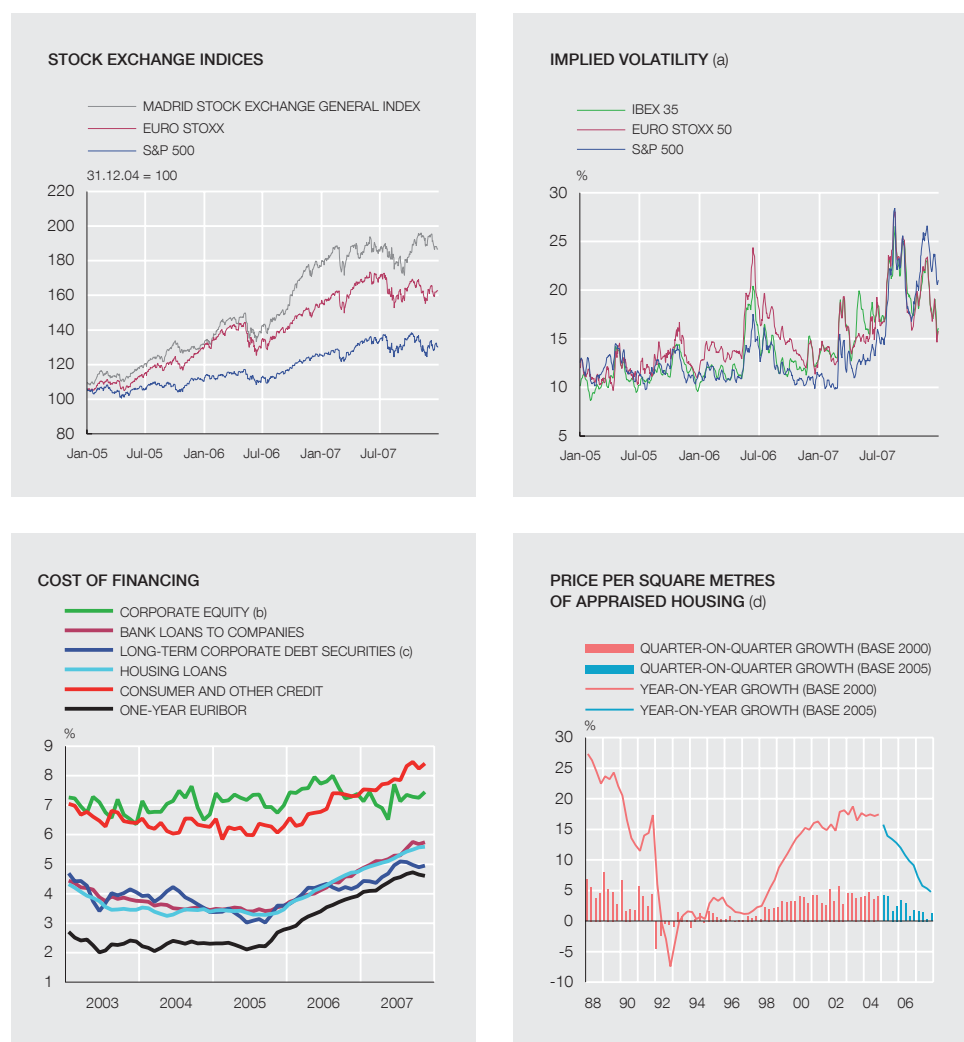 STOCK EXCHANGE INDICES
MADRID STOCK EXCHANGE GENERAL INDEX
EURO STOXX
S&P 500
31.12.04 = 100
220
200
180
160
140
120
100
80
Jan-05 Jul-05 Jan-06 Jul-06 Jan-07 Jul-07
IMPLIED VOLATILITY (a)
IBEX 35
EURO STOXX 50
S&P 500
%
30
25
20
15
10
5
Jan-05 Jul-05 Jan-06 Jul-06 Jan-07 Jul-07
COST OF FINANCING
CORPORATE EQUITY (b)
BANK LOANS TO COMPANIES
LONG-TERM CORPORATE DEBT SECURITIES (c)
HOUSING LOANS
CONSUMER AND OTHER CREDIT
ONE-YEAR EURIBOR
%
9
8
7
6
5
4
3
2
1
2003 2004 2005 2006 2007
PRICE PER SQUARE METRES
OF APPRAISED HOUSING (d)
QUARTER-ON-QUARTER GROWTH (BASE 2000)
QUARTER-ON-QUARTER GROWTH (BASE 2005)
YEAR-ON-YEAR GROWTH (BASE 2000)
YEAR-ON-YEAR GROWTH (BASE 2005)
%
30
25
20
15
10
5
0
-5
-10
88 90 92 94 96 98 00 02 04 06